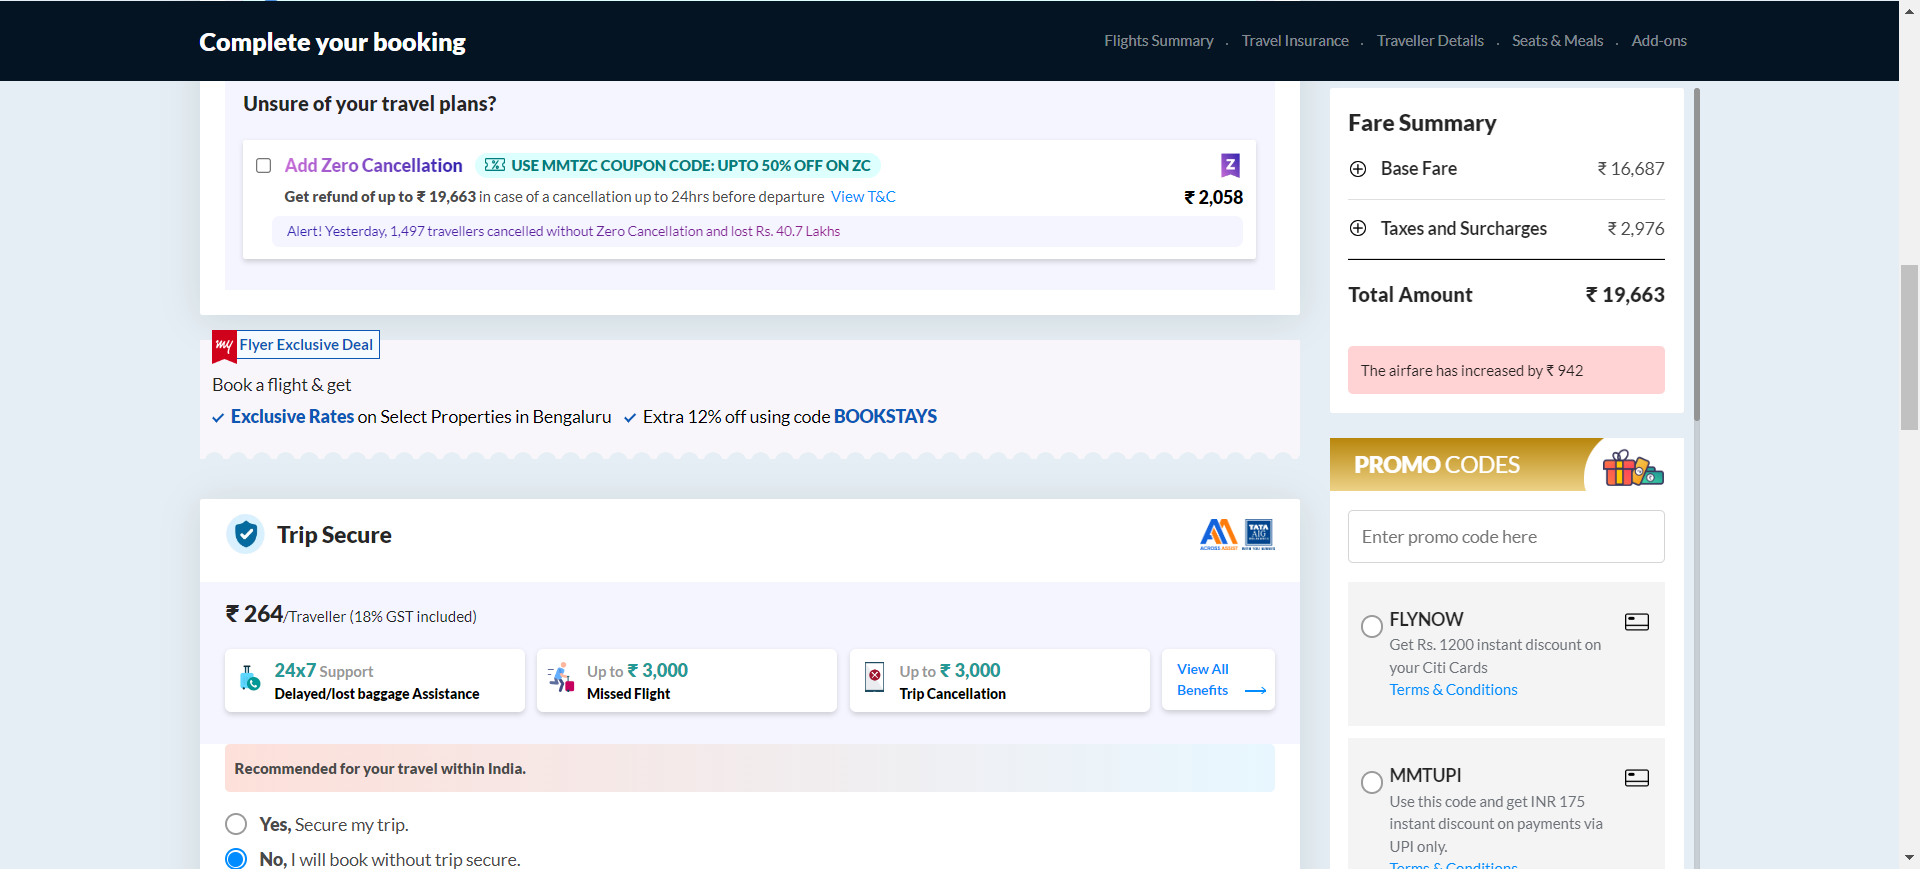 Complete your booking
Flights Summary . Travel Insurance . Traveller Details . Seats & Meals . Add-ons
Unsure of your travel plans?
Add Zero Cancellation
USE MMTZC COUPON CODE: UPTO 50% OFF ON ZC
Z
Get refund of up to ₹ 19,663 in case of a cancellation up to 24hrs before departure View T&C
₹ 2,058
Alert! Yesterday, 1,497 travellers cancelled without Zero Cancellation and lost Rs. 40.7 Lakhs
my Flyer Exclusive Deal
Book a flight & get
Exclusive Rates on Select Properties in Bengaluru
Extra 12% off using code BOOKSTAYS
Trip Secure
ACROSS ASSIST
TATA
AIG
₹ 264/Traveller (18% GST included)
24x7 Support
Delayed/lost baggage Assistance
Up to ₹ 3,000
Missed Flight
Up to ₹ 3,000
Trip Cancellation
View All
Benefits
Recommended for your travel within India.
Yes, Secure my trip.
No, I will book without trip secure.
Fare Summary
Base Fare ₹ 16,687
Taxes and Surcharges ₹ 2,976
Total Amount ₹ 19,663
The airfare has increased by ₹ 942
PROMO CODES
Enter promo code here
FLYNOW
Get Rs. 1200 instant discount on
your Citi Cards
Terms & Conditions
MMTUPI
Use this code and get INR 175
instant discount on payments via
UPI only.
Terms & Conditions